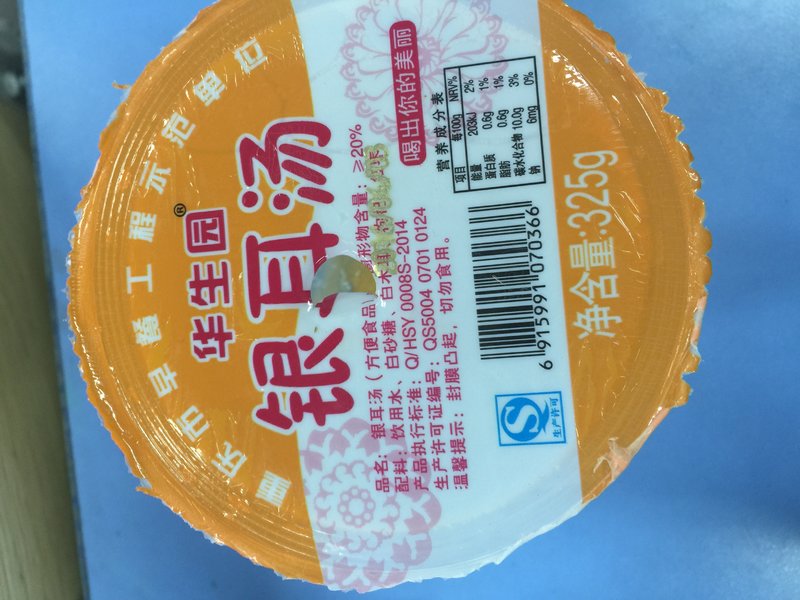 重庆市早餐工程示范单位
华生园®
银耳汤
喝出你的美丽
品名：银耳汤（方便食品）固形物含量：≥20%
配料：饮用水、白砂糖、白木耳、枸杞
产品执行标准：Q/HSY 0008S-2014
生产许可证编号：QS5004 0701 0124
温馨提示：封膜凸起，切勿食用。
营养成分表
项目 每100g NRV%
能量 203kJ 2%
蛋白质 0.6g 1%
脂肪 0.6g 1%
碳水化合物 10.0g 3%
钠 6mg 0%
6 915991 070366
生产许可
净含量:325g